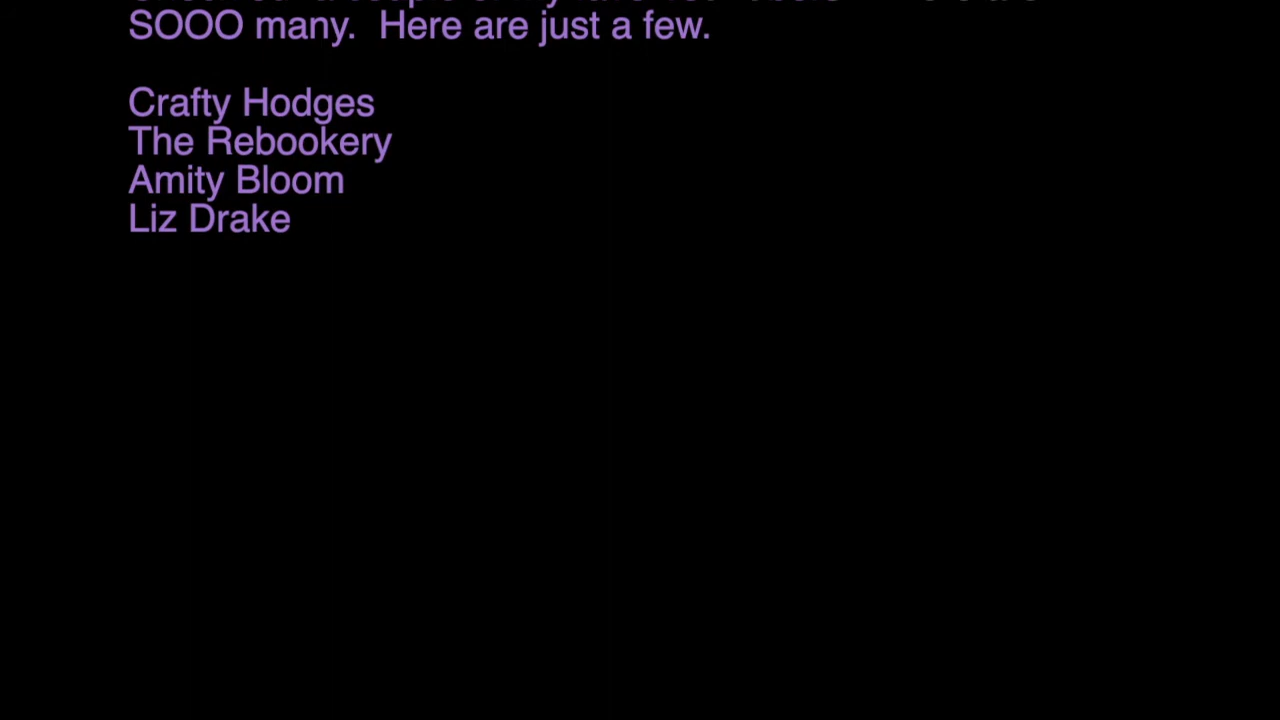 SOOO many.  Here are just a few.
Crafty Hodges
The Rebookery
Amity Bloom
Liz Drake